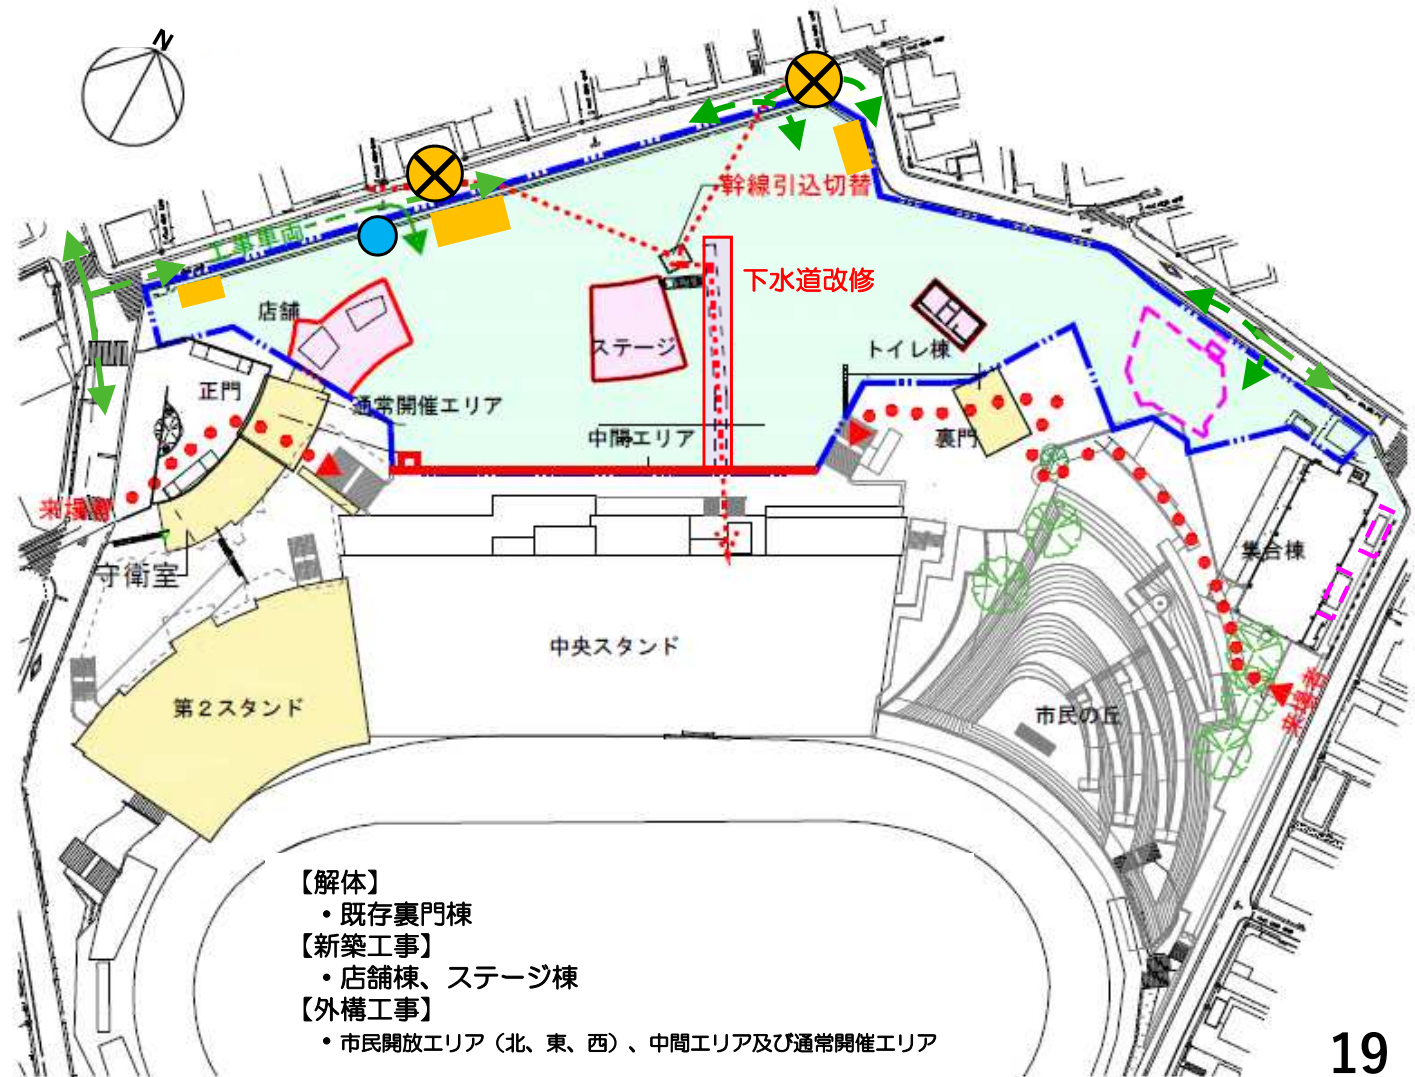 N
幹線引込切替
工事車両
下水道改修
店舗
ステージ
トイレ棟
正門
通常開催エリア
中間エリア
裏門
来場者
守衛室
集合棟
中央スタンド
第2スタンド
市民の丘
来場者
【解体】
・既存裏門棟
【新築工事】
・店舗棟、ステージ棟
【外構工事】
・市民開放エリア（北、東、西）、中間エリア及び通常開催エリア
19